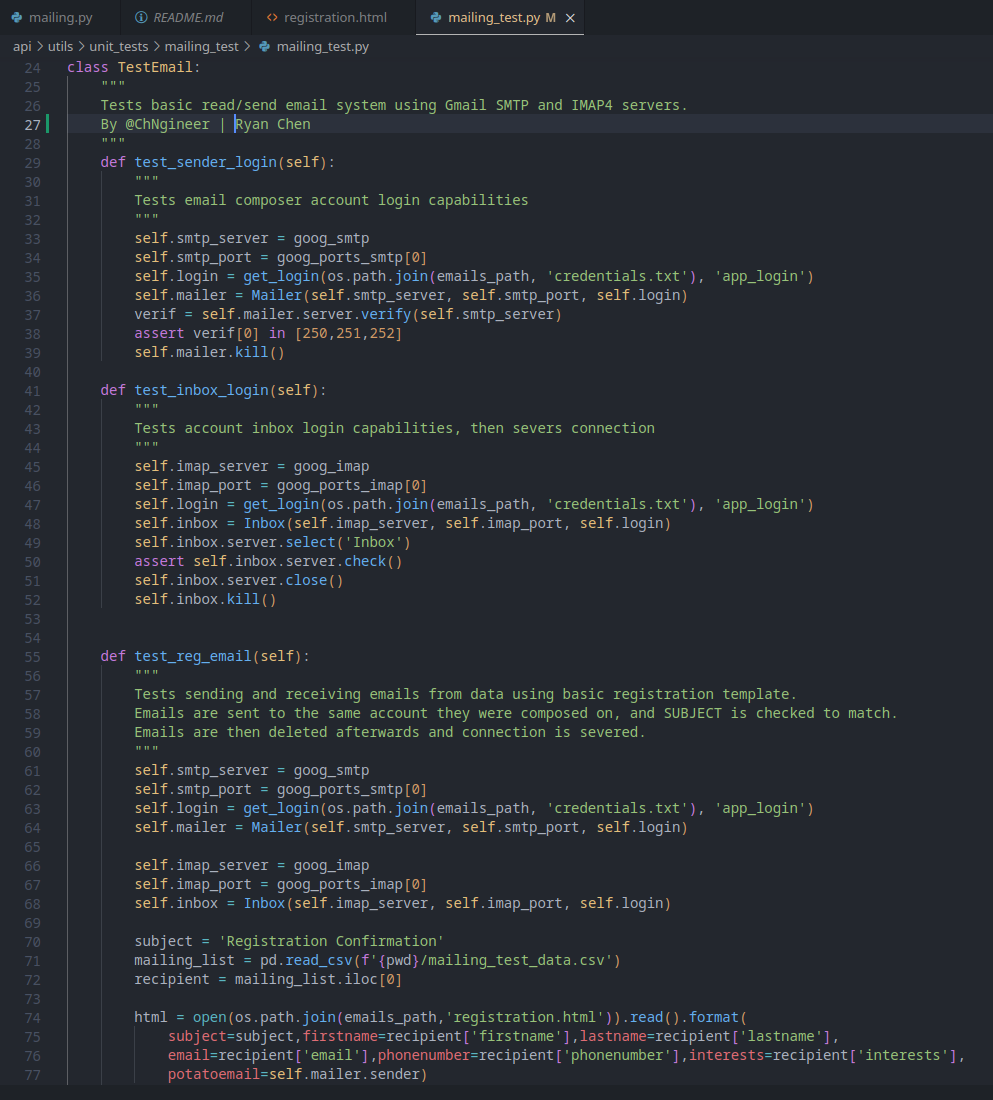 mailing.py README.md registration.html mailing_test.py M
api > utils > unit_tests > mailing_test > mailing_test.py
24 class TestEmail:
25 """
26 Tests basic read/send email system using Gmail SMTP and IMAP4 servers.
27 By @ChNgineer | Ryan Chen
28 """
29 def test_sender_login(self):
30 """
31 Tests email composer account login capabilities
32 """
33 self.smtp_server = goog_smtp
34 self.smtp_port = goog_ports_smtp[0]
35 self.login = get_login(os.path.join(emails_path, 'credentials.txt'), 'app_login')
36 self.mailer = Mailer(self.smtp_server, self.smtp_port, self.login)
37 verif = self.mailer.server.verify(self.smtp_server)
38 assert verif[0] in [250,251,252]
39 self.mailer.kill()
40
41 def test_inbox_login(self):
42 """
43 Tests account inbox login capabilities, then severs connection
44 """
45 self.imap_server = goog_imap
46 self.imap_port = goog_ports_imap[0]
47 self.login = get_login(os.path.join(emails_path, 'credentials.txt'), 'app_login')
48 self.inbox = Inbox(self.imap_server, self.imap_port, self.login)
49 self.inbox.server.select('Inbox')
50 assert self.inbox.server.check()
51 self.inbox.server.close()
52 self.inbox.kill()
53
54
55 def test_reg_email(self):
56 """
57 Tests sending and receiving emails from data using basic registration template.
58 Emails are sent to the same account they were composed on, and SUBJECT is checked to match.
59 Emails are then deleted afterwards and connection is severed.
60 """
61 self.smtp_server = goog_smtp
62 self.smtp_port = goog_ports_smtp[0]
63 self.login = get_login(os.path.join(emails_path, 'credentials.txt'), 'app_login')
64 self.mailer = Mailer(self.smtp_server, self.smtp_port, self.login)
65
66 self.imap_server = goog_imap
67 self.imap_port = goog_ports_imap[0]
68 self.inbox = Inbox(self.imap_server, self.imap_port, self.login)
69
70 subject = 'Registration Confirmation'
71 mailing_list = pd.read_csv(f'{pwd}/mailing_test_data.csv')
72 recipient = mailing_list.iloc[0]
73
74 html = open(os.path.join(emails_path,'registration.html')).read().format(
75 subject=subject,firstname=recipient['firstname'],lastname=recipient['lastname'],
76 email=recipient['email'],phonenumber=recipient['phonenumber'],interests=recipient['interests'],
77 potatoemail=self.mailer.sender)